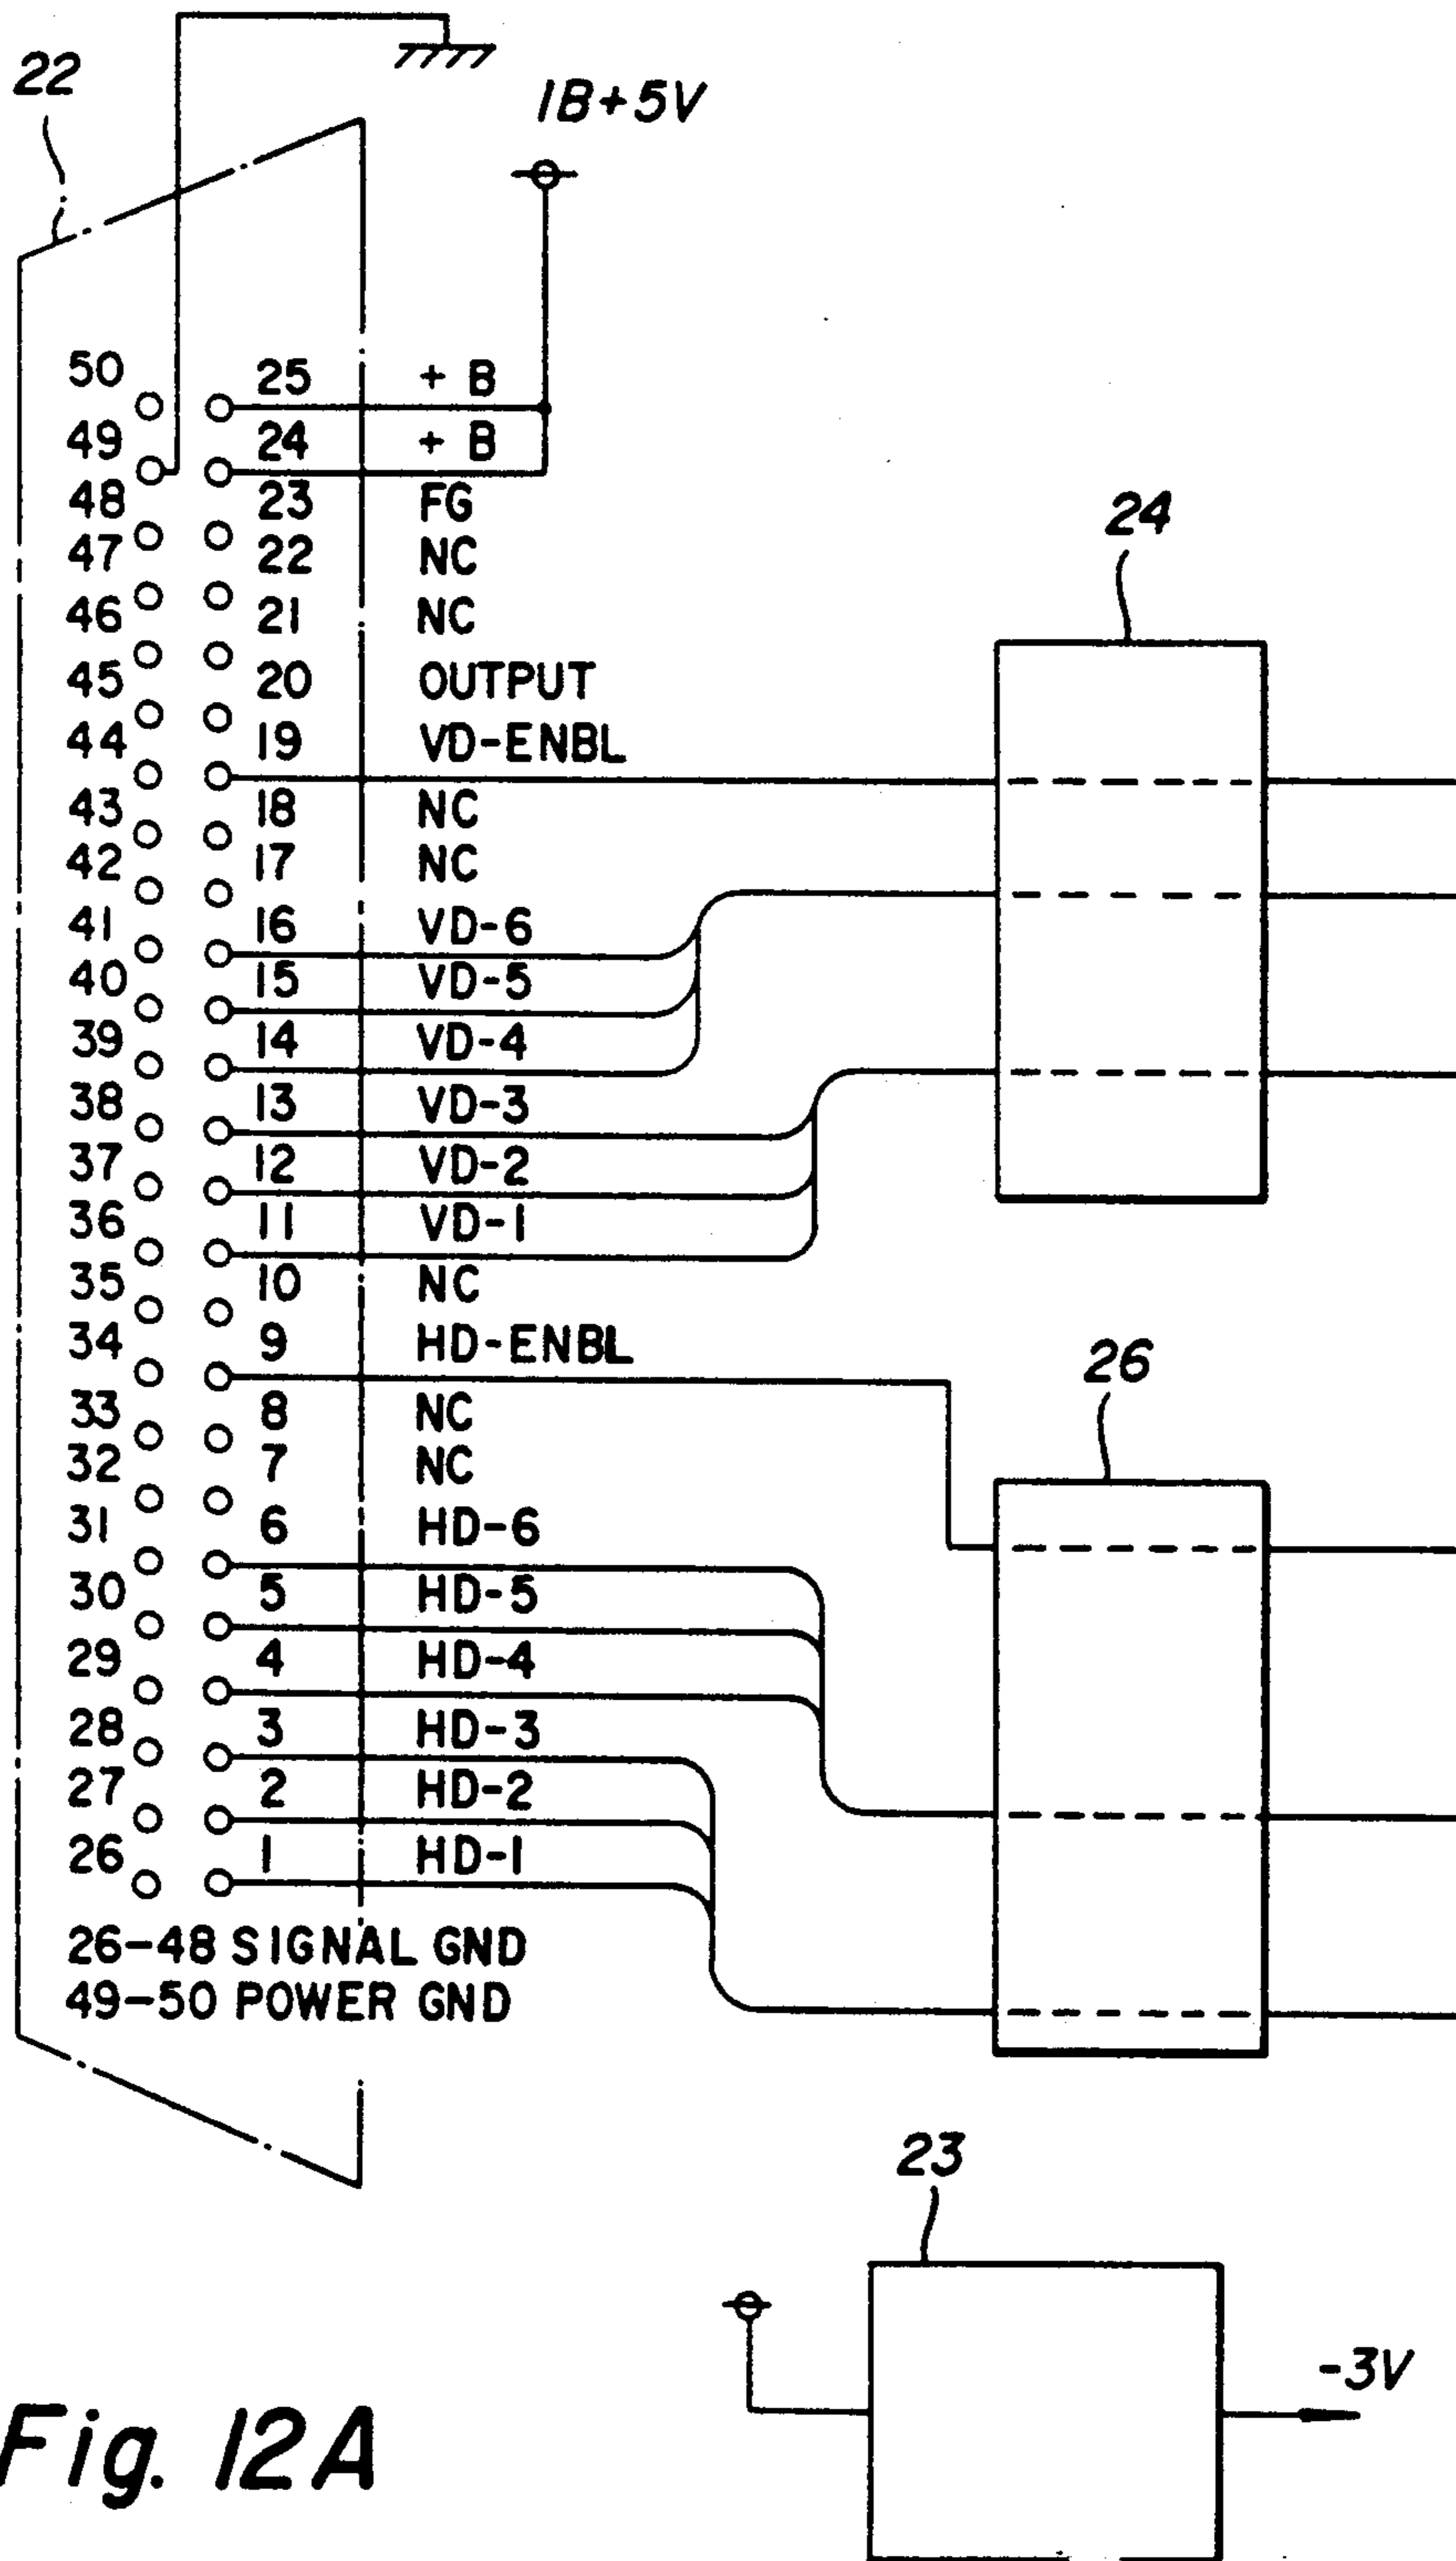 22
1B+5V
50 25 + B
49 24 + B
48 23 FG
47 22 NC
46 21 NC
45 20 OUTPUT
44 19 VD-ENBL
43 18 NC
42 17 NC
41 16 VD-6
40 15 VD-5
39 14 VD-4
38 13 VD-3
37 12 VD-2
36 11 VD-1
35 10 NC
34 9 HD-ENBL
33 8 NC
32 7 NC
31 6 HD-6
30 5 HD-5
29 4 HD-4
28 3 HD-3
27 2 HD-2
26 1 HD-1
26-48 SIGNAL GND
49-50 POWER GND
24
26
23
-3V
Fig. 12A